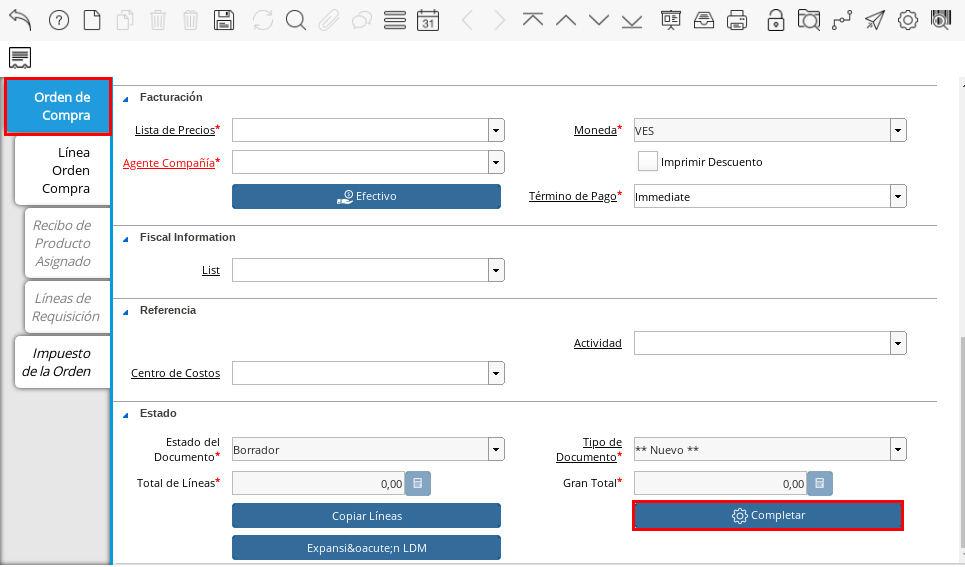 31
Orden de
Compra
Línea
Orden
Compra
Recibo de
Producto
Asignado
Líneas de
Requisición
Impuesto
de la Orden
Facturación
Lista de Precios*
Moneda*
VES
Agente Compañía*
Imprimir Descuento
Efectivo
Término de Pago*
Immediate
Fiscal Information
List
Referencia
Actividad
Centro de Costos
Estado
Estado del
Documento*
Borrador
Tipo de
Documento*
** Nuevo **
Total de Líneas*
0,00
Gran Total*
0,00
Copiar Líneas
Completar
Expansi&oacute;n LDM